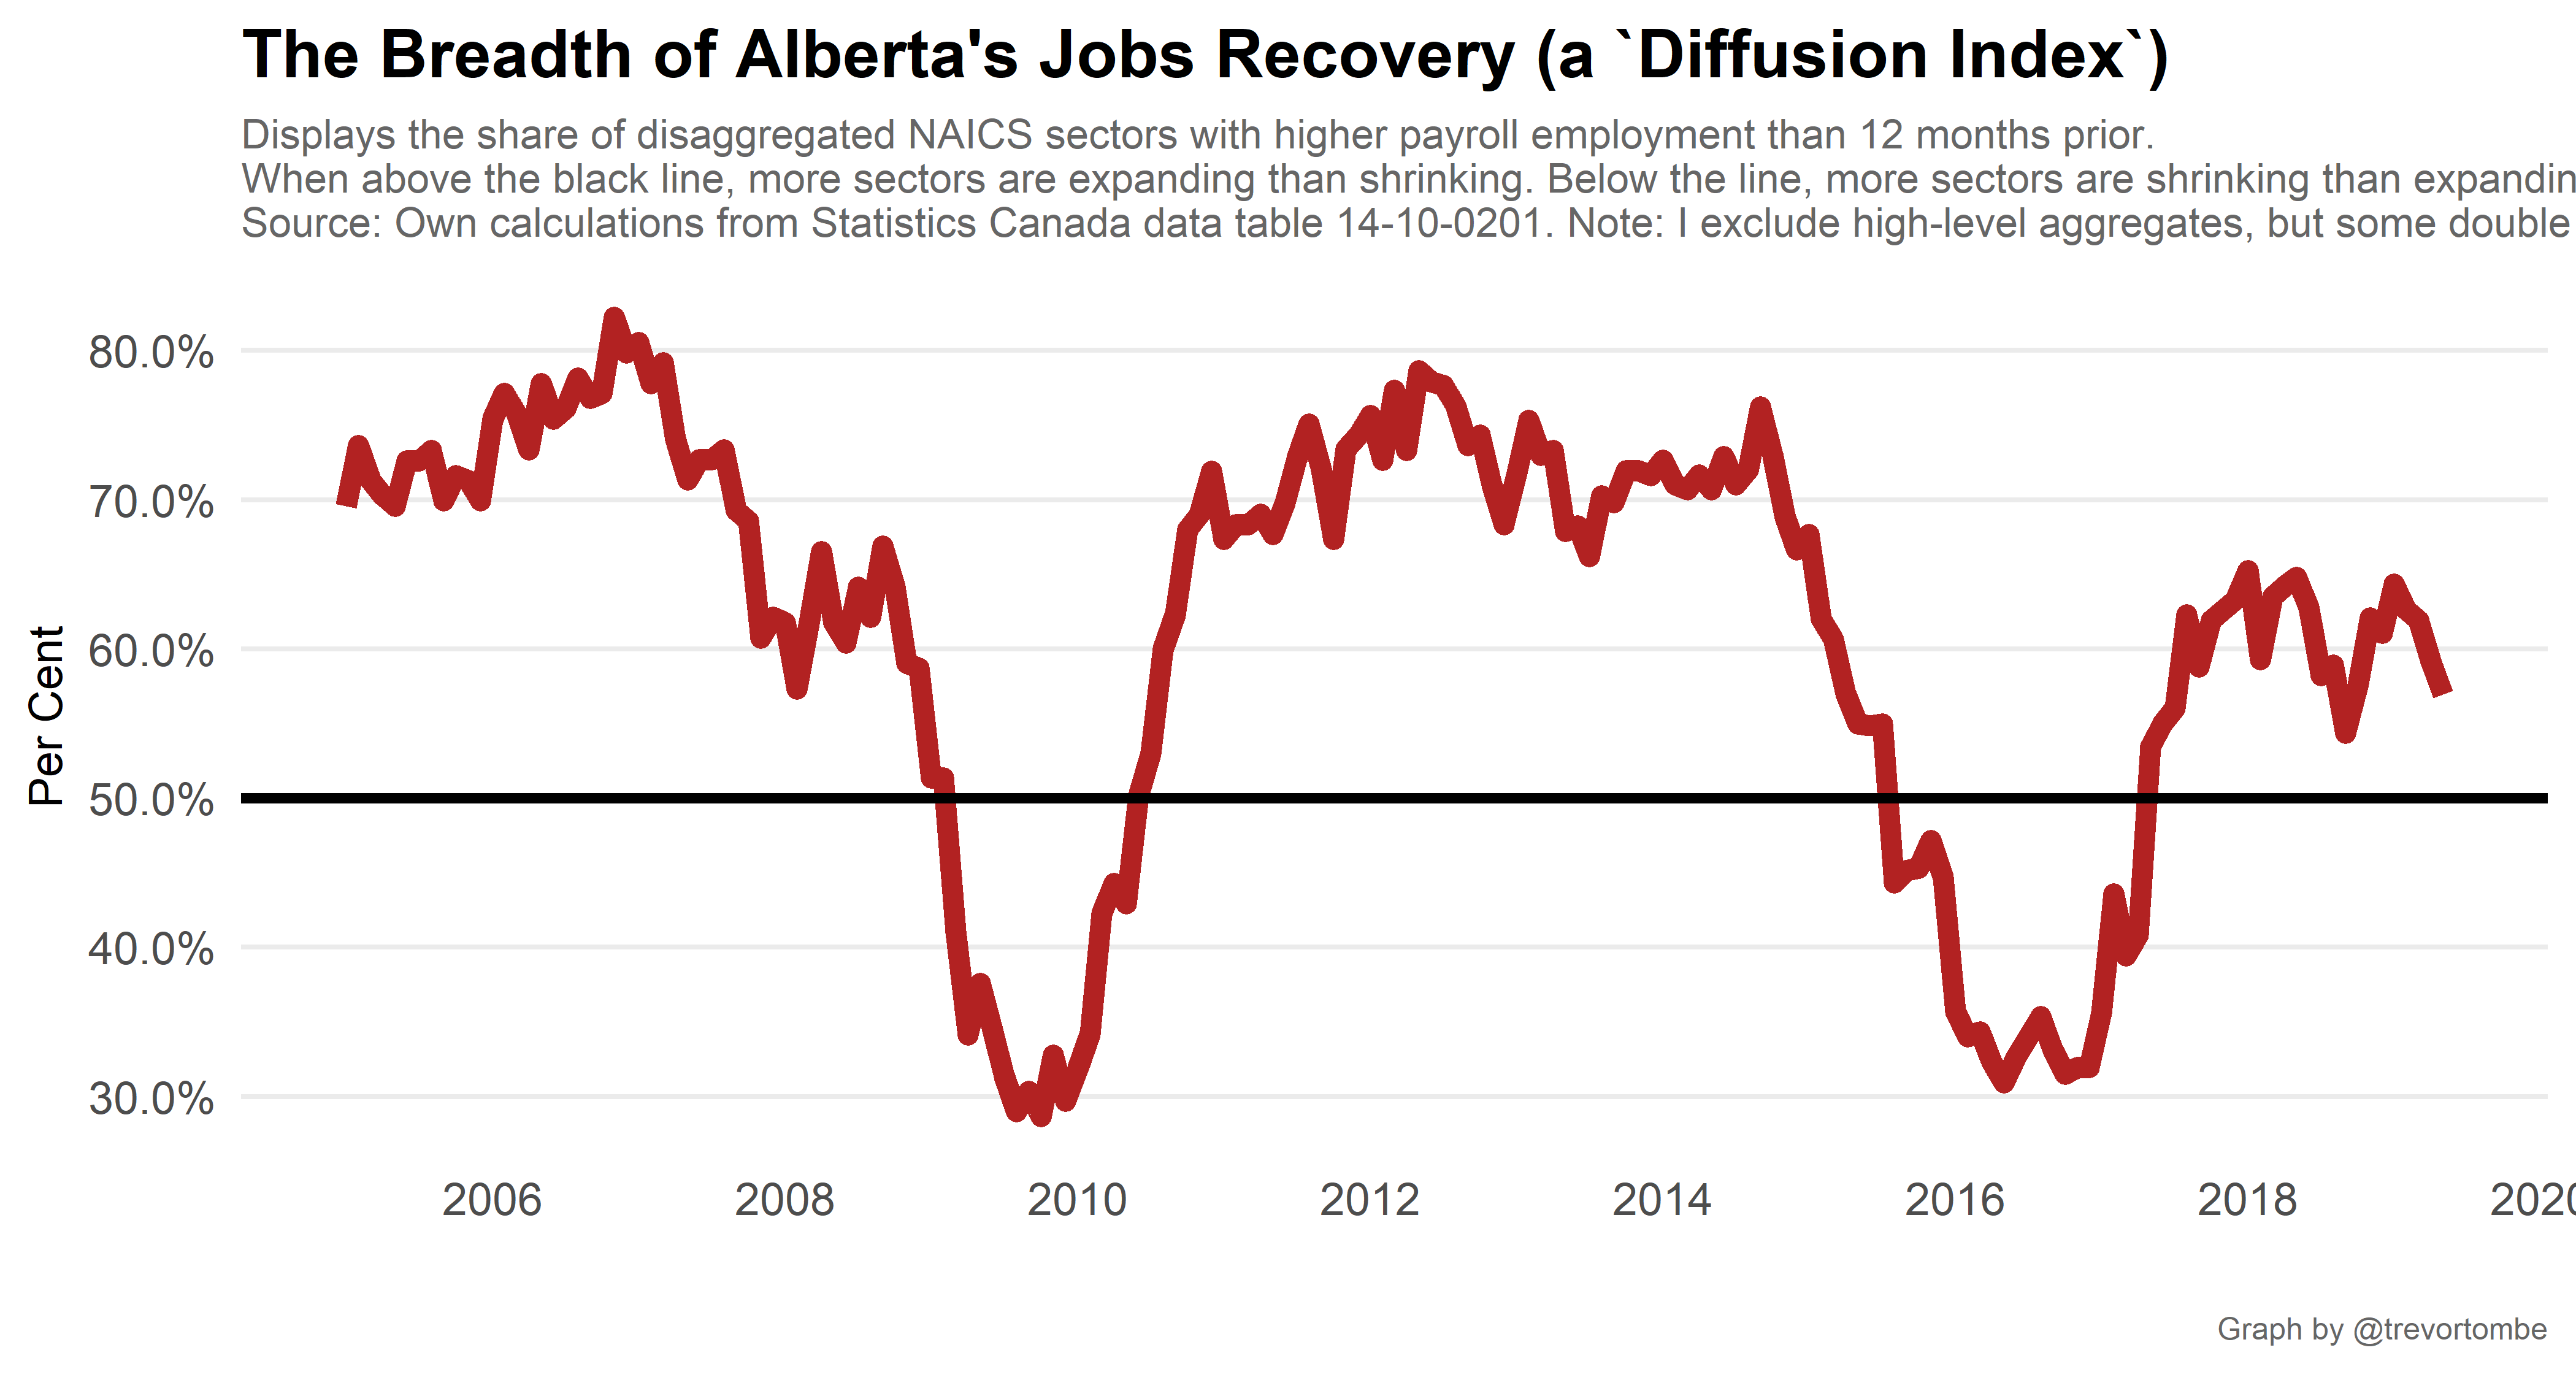 The Breadth of Alberta's Jobs Recovery (a `Diffusion Index`)
Displays the share of disaggregated NAICS sectors with higher payroll employment than 12 months prior.
When above the black line, more sectors are expanding than shrinking. Below the line, more sectors are shrinking than expandin
Source: Own calculations from Statistics Canada data table 14-10-0201. Note: I exclude high-level aggregates, but some double
80.0%
70.0%
60.0%
50.0%
40.0%
30.0%
Per Cent
2006 2008 2010 2012 2014 2016 2018 2020
Graph by @trevortombe